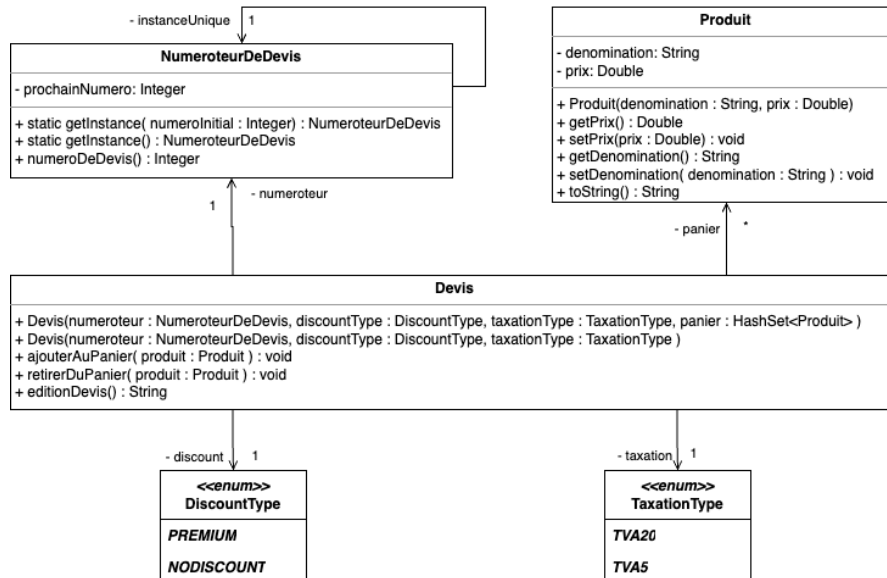 - instanceUnique 1
NumeroteurDeDevis
- prochainNumero: Integer
+ static getInstance( numeroInitial : Integer) : NumeroteurDeDevis
+ static getInstance() : NumeroteurDeDevis
+ numeroDeDevis() : Integer
Produit
- denomination: String
- prix: Double
+ Produit(denomination : String, prix : Double)
+ getPrix() : Double
+ setPrix(prix : Double) : void
+ getDenomination() : String
+ setDenomination( denomination : String ) : void
+ toString() : String
1 - numeroteur
- panier *
Devis
+ Devis(numeroteur : NumeroteurDeDevis, discountType : DiscountType, taxationType : TaxationType, panier : HashSet<Produit> )
+ Devis(numeroteur : NumeroteurDeDevis, discountType : DiscountType, taxationType : TaxationType )
+ ajouterAuPanier( produit : Produit ) : void
+ retirerDuPanier( produit : Produit ) : void
+ editionDevis() : String
- discount 1
- taxation 1
<<enum>>
DiscountType
PREMIUM
NODISCOUNT
<<enum>>
TaxationType
TVA20
TVA5